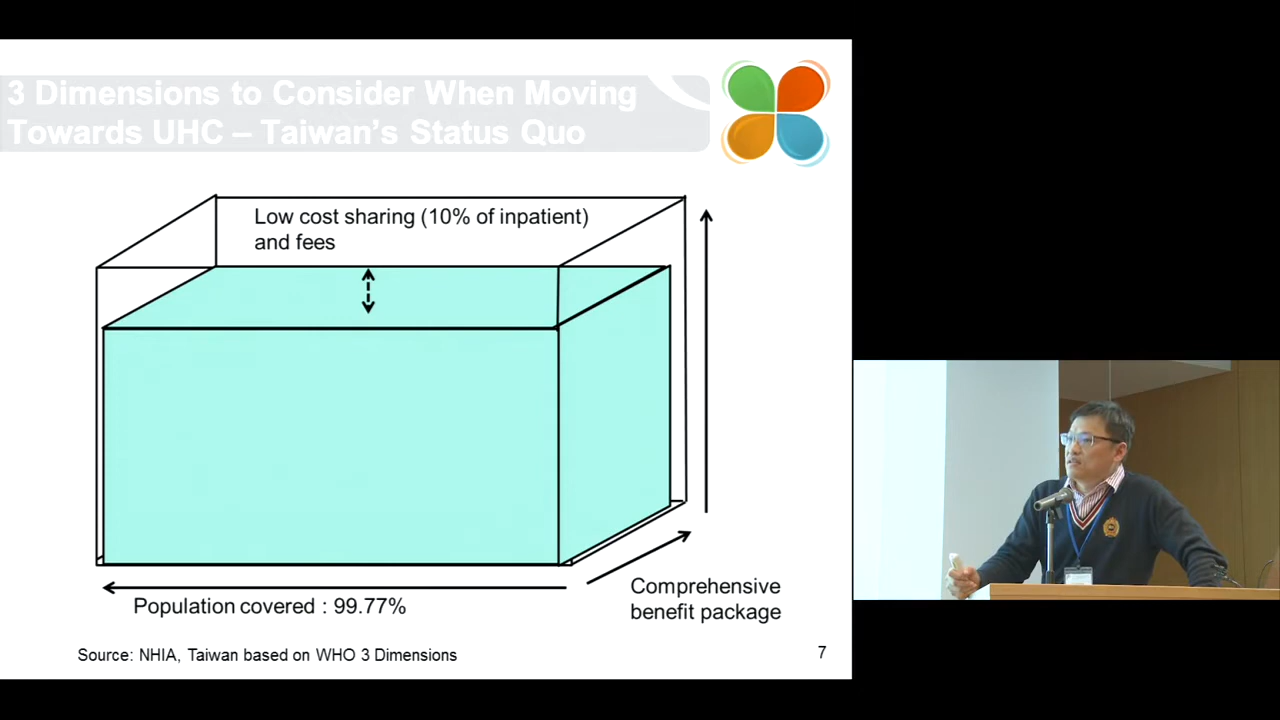 3 Dimensions to Consider When Moving
Towards UHC – Taiwan's Status Quo
Low cost sharing (10% of inpatient)
and fees
Population covered : 99.77%
Comprehensive
benefit package
Source: NHIA, Taiwan based on WHO 3 Dimensions
7